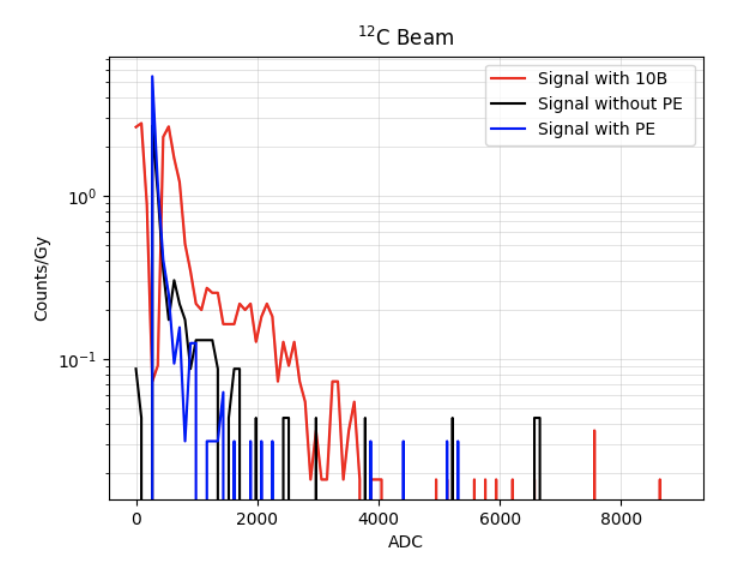 ¹²C Beam
Signal with 10B
Signal without PE
Signal with PE
10⁰
10⁻¹
Counts/Gy
0 2000 4000 6000 8000
ADC